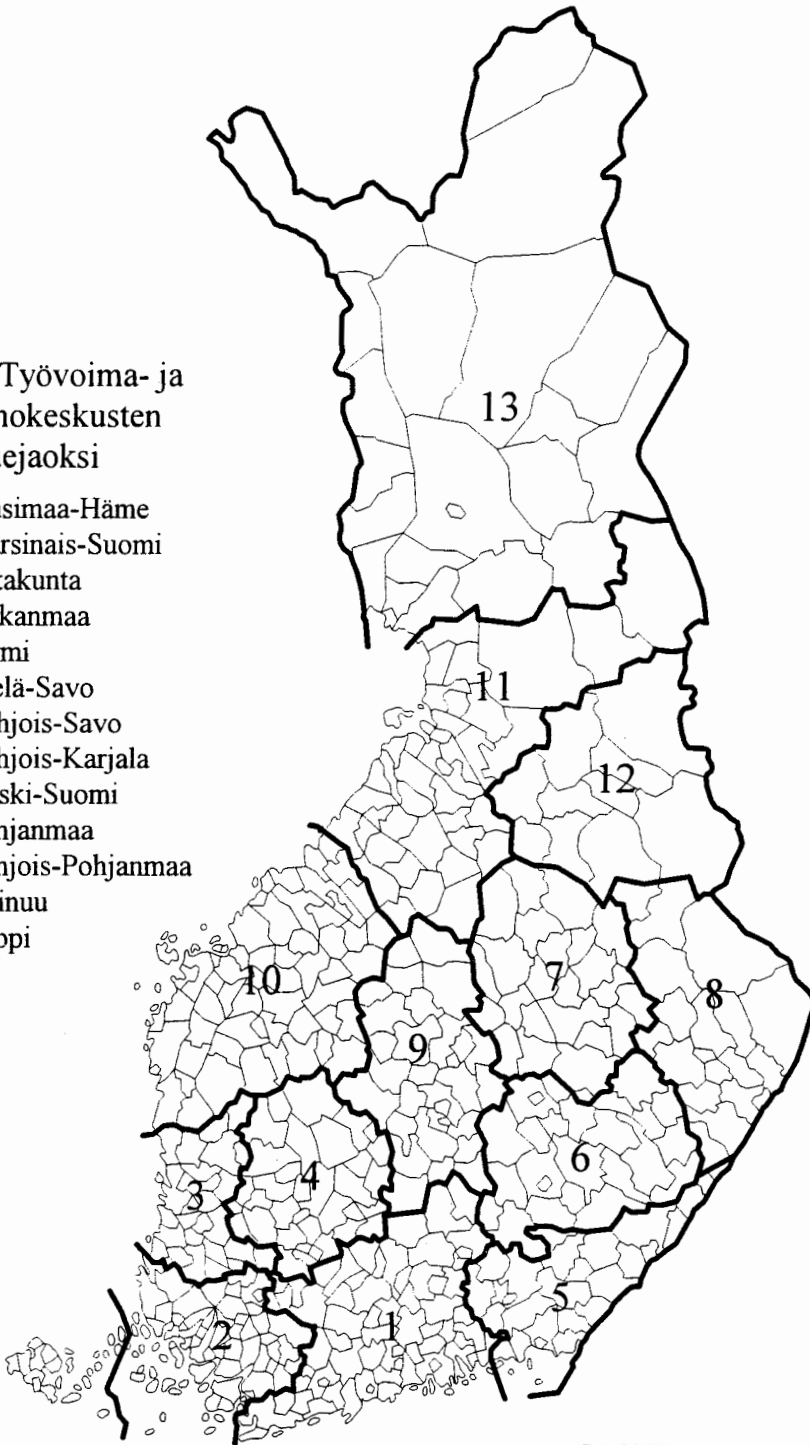 Työvoima- ja
nokeskusten
ejaoksi
simaa-Häme
rsinais-Suomi
takunta
kanmaa
mi
elä-Savo
hjois-Savo
hjois-Karjala
ski-Suomi
hjanmaa
hjois-Pohjanmaa
inuu
ppi
13
11
12
10
7
8
9
6
4
3
5
2
1